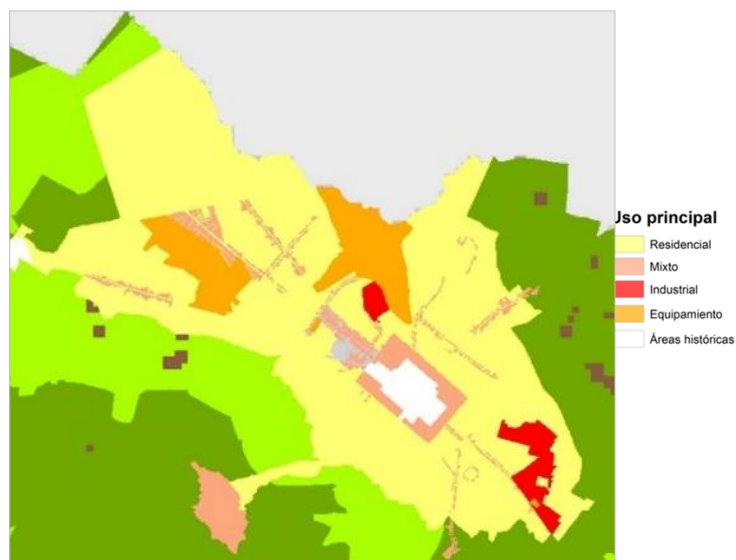 Uso principal
Residencial
Mixto
Industrial
Equipamiento
Áreas históricas